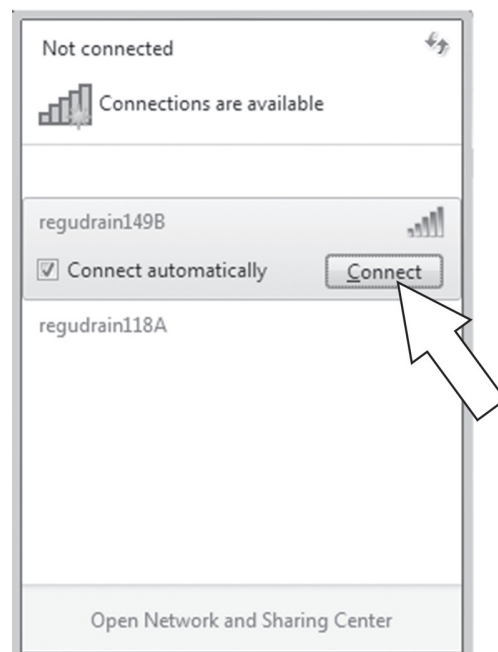 Not connected
Connections are available
regudrain149B
Connect automatically
Connect
regudrain118A
Open Network and Sharing Center